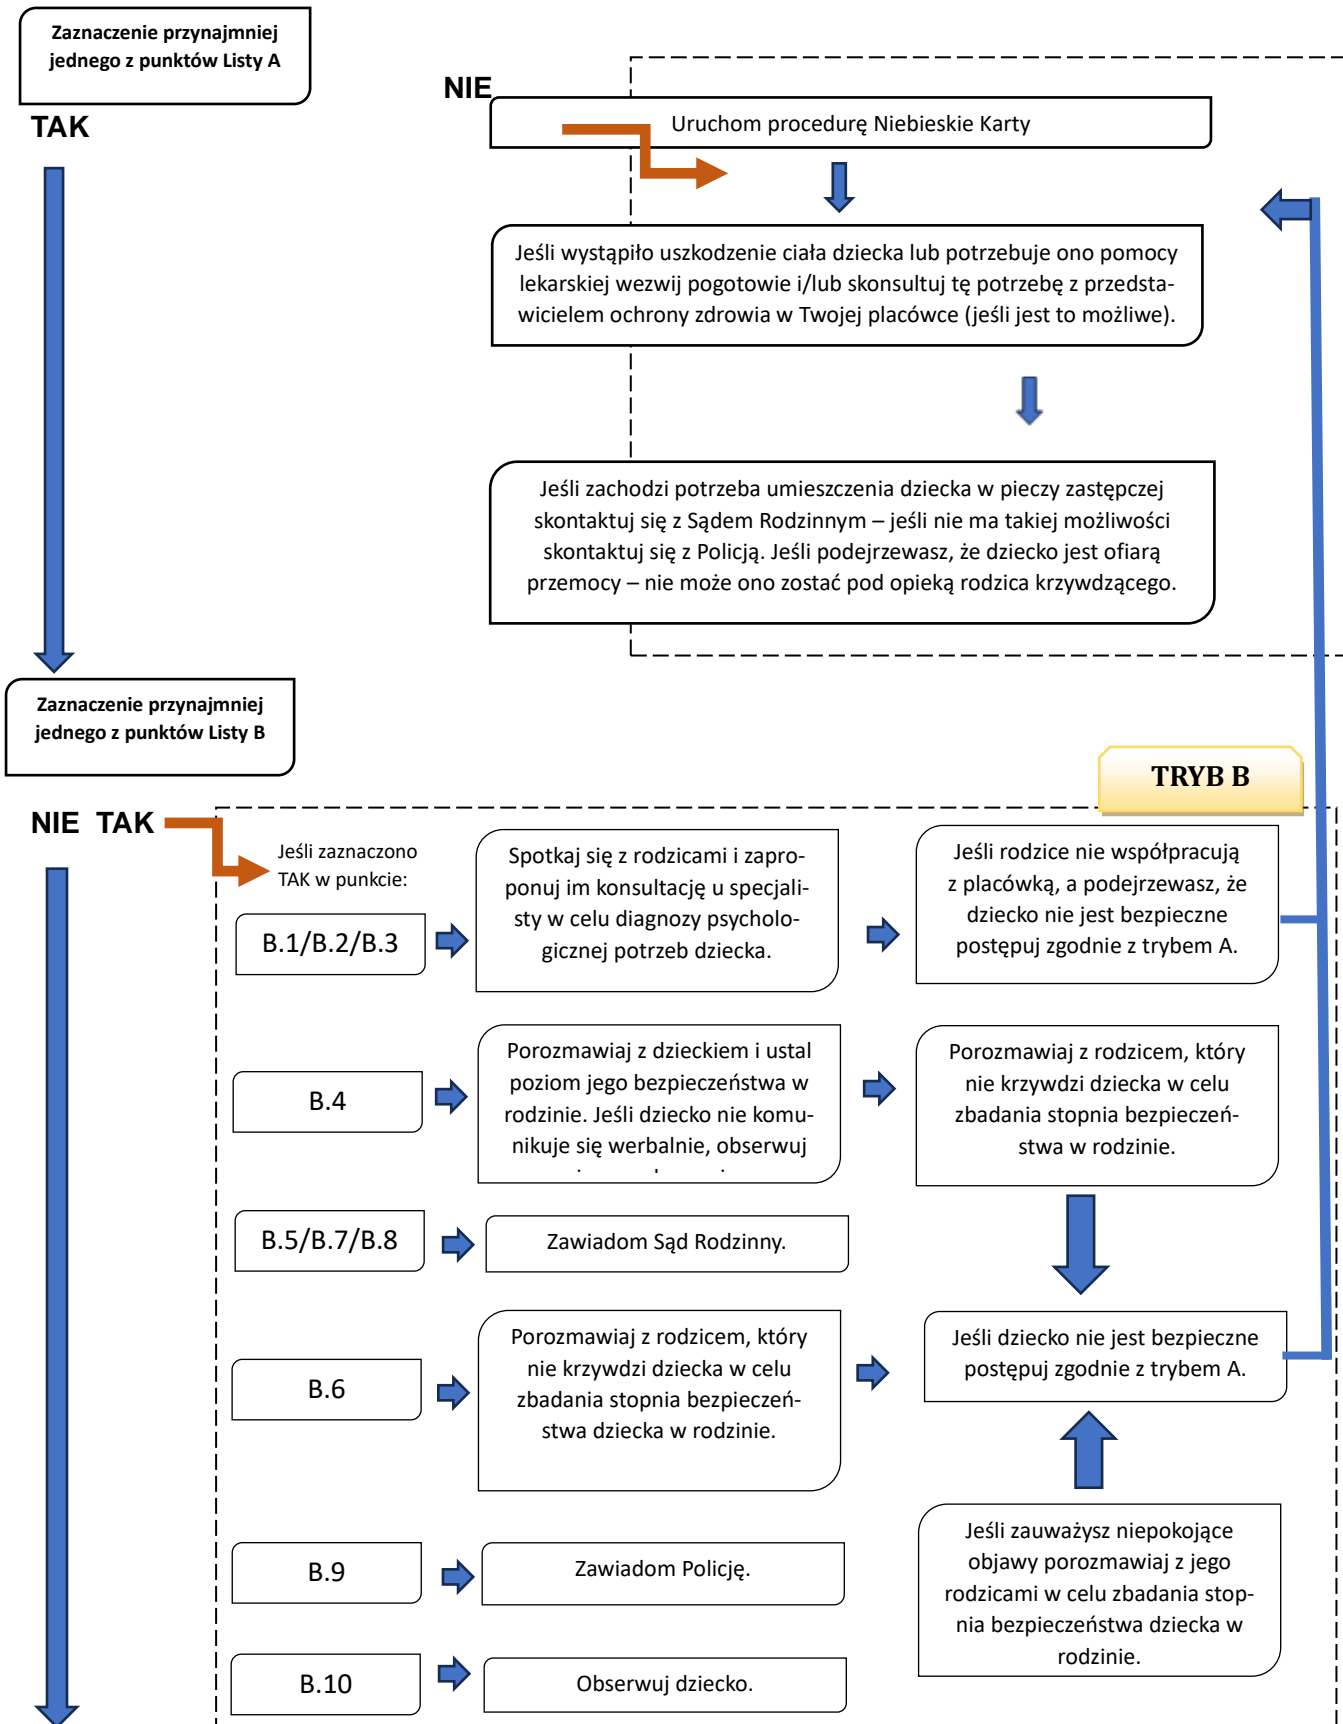 Zaznaczenie przynajmniej
jednego z punktów Listy A
TAK
NIE
Uruchom procedurę Niebieskie Karty
Jeśli wystąpiło uszkodzenie ciała dziecka lub potrzebuje ono pomocy
lekarskiej wezwij pogotowie i/lub skonsultuj tę potrzebę z przedsta-
wicielem ochrony zdrowia w Twojej placówce (jeśli jest to możliwe).
Jeśli zachodzi potrzeba umieszczenia dziecka w pieczy zastępczej
skontaktuj się z Sądem Rodzinnym – jeśli nie ma takiej możliwości
skontaktuj się z Policją. Jeśli podejrzewasz, że dziecko jest ofiarą
przemocy – nie może ono zostać pod opieką rodzica krzywdzącego.
Zaznaczenie przynajmniej
jednego z punktów Listy B
TRYB B
NIE TAK
Jeśli zaznaczono
TAK w punkcie:
B.1/B.2/B.3
Spotkaj się z rodzicami i zapro-
ponuj im konsultację u specjali-
sty w celu diagnozy psycholo-
gicznej potrzeb dziecka.
Jeśli rodzice nie współpracują
z placówką, a podejrzewasz, że
dziecko nie jest bezpieczne
postępuj zgodnie z trybem A.
B.4
Porozmawiaj z dzieckiem i ustal
poziom jego bezpieczeństwa w
rodzinie. Jeśli dziecko nie komu-
nikuje się werbalnie, obserwuj
Porozmawiaj z rodzicem, który
nie krzywdzi dziecka w celu
zbadania stopnia bezpieczeń-
stwa w rodzinie.
B.5/B.7/B.8
Zawiadom Sąd Rodzinny.
B.6
Porozmawiaj z rodzicem, który
nie krzywdzi dziecka w celu
zbadania stopnia bezpieczeń-
stwa dziecka w rodzinie.
Jeśli dziecko nie jest bezpieczne
postępuj zgodnie z trybem A.
B.9
Zawiadom Policję.
Jeśli zauważysz niepokojące
objawy porozmawiaj z jego
rodzicami w celu zbadania stop-
nia bezpieczeństwa dziecka w
rodzinie.
B.10
Obserwuj dziecko.